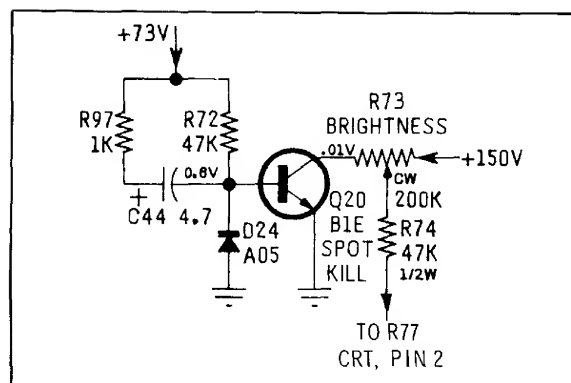 +73V
R97
1K
R72
47K
R73
BRIGHTNESS
.01V
+150V
0.6V
CW
200K
+
C44 4.7
Q20
B1E
SPOT
KILL
R74
47K
1/2W
D24
A05
TO R77
CRT, PIN 2